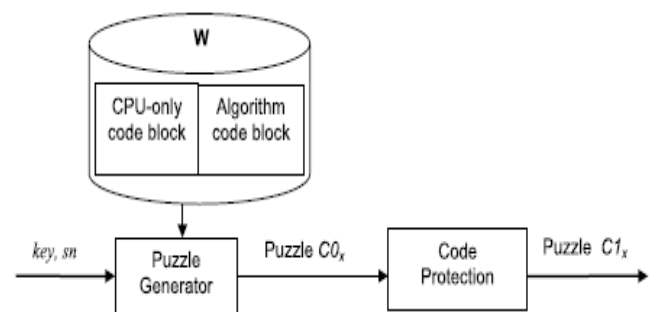 W
CPU-only
code block
Algorithm
code block
key, sn
Puzzle
Generator
Puzzle C0x
Code
Protection
Puzzle C1x